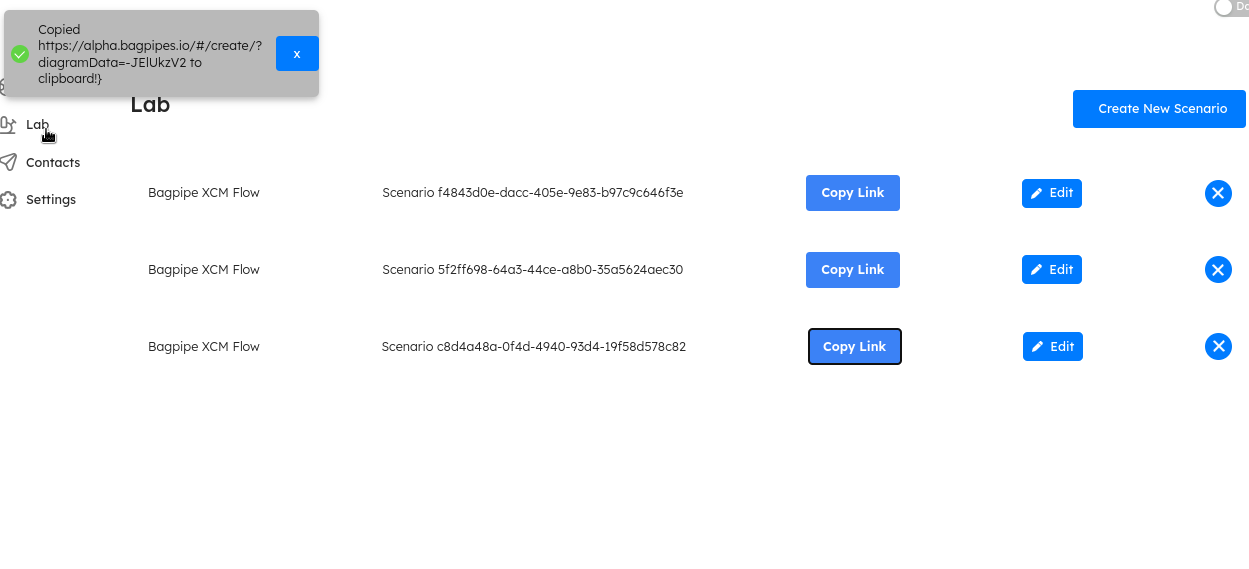 Copied
https://alpha.bagpipes.io/#/create/?
diagramData=-JElUkzV2 to
clipboard!}
x
Lab
Create New Scenario
Lab
Contacts
Settings
Bagpipe XCM Flow
Scenario f4843d0e-dacc-405e-9e83-b97c9c646f3e
Copy Link
Edit
Bagpipe XCM Flow
Scenario 5f2ff698-64a3-44ce-a8b0-35a5624aec30
Copy Link
Edit
Bagpipe XCM Flow
Scenario c8d4a48a-0f4d-4940-93d4-19f58d578c82
Copy Link
Edit